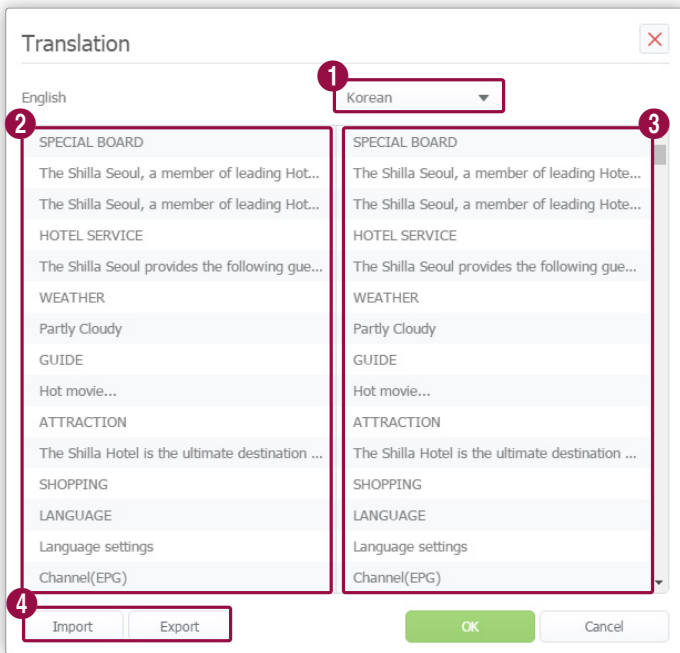 Translation
1
English
Korean
2
3
SPECIAL BOARD
SPECIAL BOARD
The Shilla Seoul, a member of leading Hot...
The Shilla Seoul, a member of leading Hote...
The Shilla Seoul, a member of leading Hot...
The Shilla Seoul, a member of leading Hote...
HOTEL SERVICE
HOTEL SERVICE
The Shilla Seoul provides the following gue...
The Shilla Seoul provides the following gue...
WEATHER
WEATHER
Partly Cloudy
Partly Cloudy
GUIDE
GUIDE
Hot movie...
Hot movie...
ATTRACTION
ATTRACTION
The Shilla Hotel is the ultimate destination ...
The Shilla Hotel is the ultimate destination ...
SHOPPING
SHOPPING
LANGUAGE
LANGUAGE
Language settings
Language settings
Channel(EPG)
Channel(EPG)
4
Import
Export
OK
Cancel